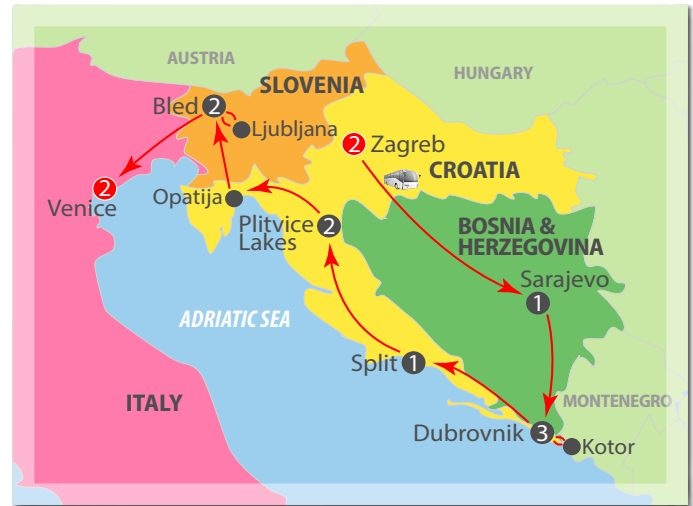 AUSTRIA
HUNGARY
SLOVENIA
Bled 2
Ljubljana
2 Zagreb
CROATIA
2
Venice
Opatija
Plitvice 2
Lakes
BOSNIA &
HERZEGOVINA
Sarajevo
1
ADRIATIC SEA
Split 1
ITALY
MONTENEGRO
Dubrovnik 3
Kotor